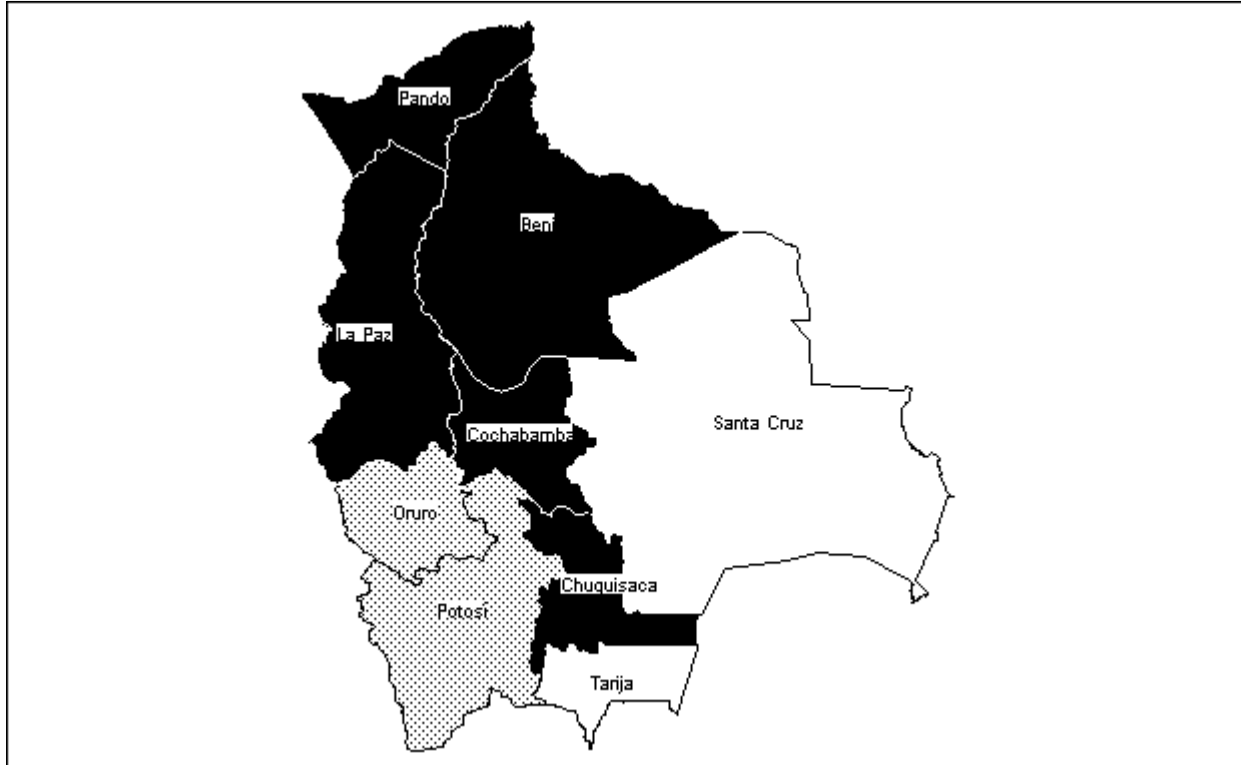 Pando
Beni
La Paz
Santa Cruz
Cochabamba
Oruro
Chuquisaca
Potosí
Tarija